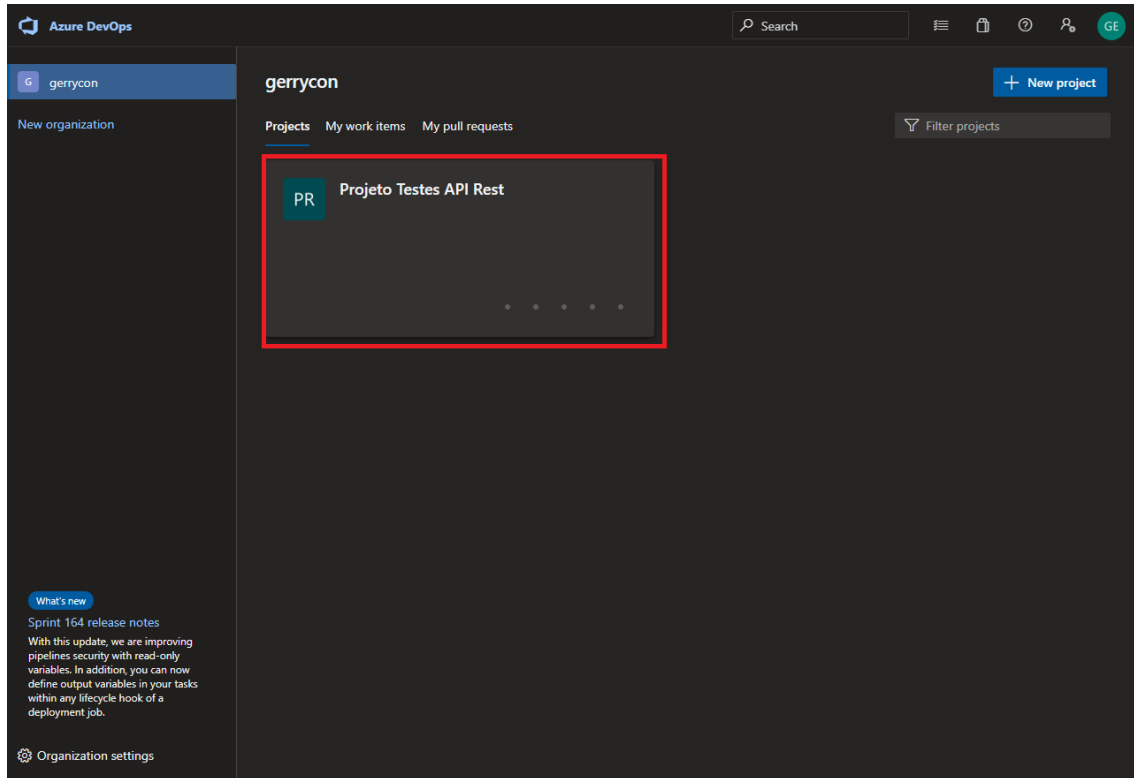 Azure DevOps
Search
GE
G gerrycon
New organization
gerrycon
New project
Projects My work items My pull requests
Filter projects
PR
Projeto Testes API Rest
What's new
Sprint 164 release notes
With this update, we are improving
pipelines security with read-only
variables. In addition, you can now
define output variables in your tasks
within any lifecycle hook of a
deployment job.
Organization settings